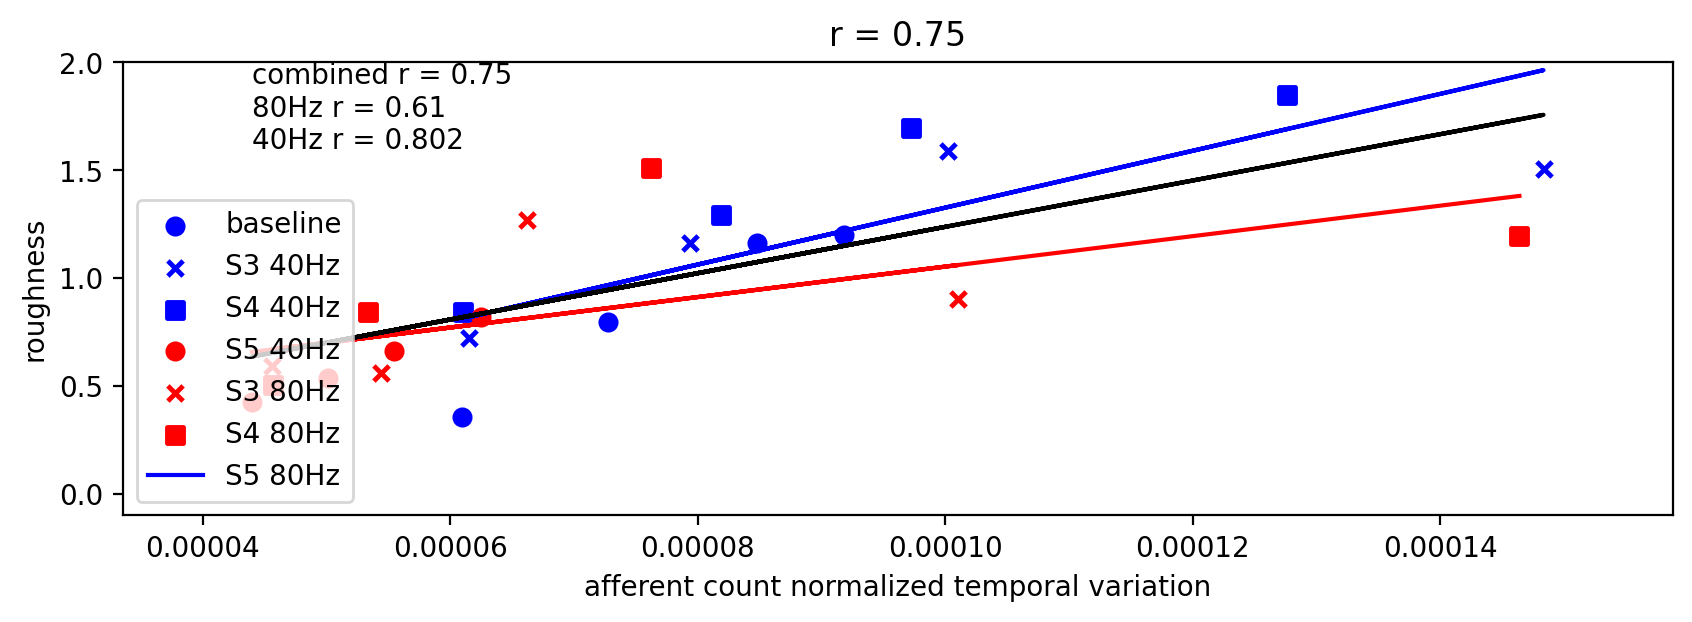 r = 0.75
combined r = 0.75
80Hz r = 0.61
40Hz r = 0.802
2.0
1.5
1.0
0.5
0.0
roughness
baseline
S3 40Hz
S4 40Hz
S5 40Hz
S3 80Hz
S4 80Hz
S5 80Hz
0.00004 0.00006 0.00008 0.00010 0.00012 0.00014
afferent count normalized temporal variation